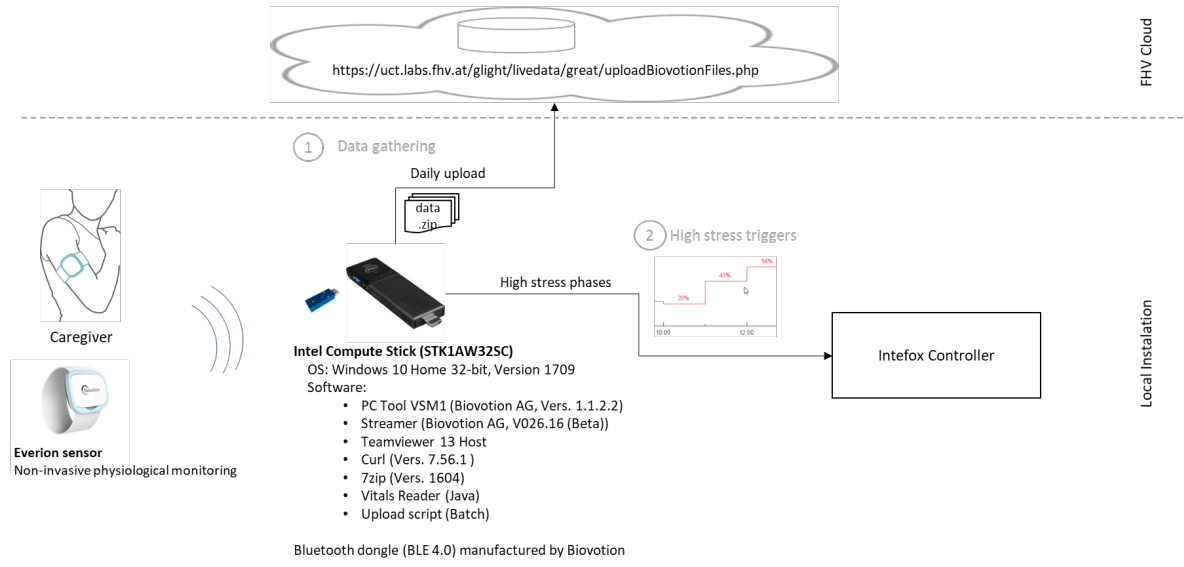 https://uct.labs.fhv.at/glight/livedata/great/uploadBiovotionFiles.php
FHV Cloud
1 Data gathering
Daily upload
data
.zip
2 High stress triggers
54%
41%
20%
10:00 12:00
High stress phases
Caregiver
Intefox Controller
Local Instalation
Intel Compute Stick (STK1AW32SC)
OS: Windows 10 Home 32-bit, Version 1709
Software:
• PC Tool VSM1 (Biovotion AG, Vers. 1.1.2.2)
• Streamer (Biovotion AG, V026.16 (Beta))
• Teamviewer 13 Host
• Curl (Vers. 7.56.1 )
• 7zip (Vers. 1604)
• Vitals Reader (Java)
• Upload script (Batch)
Everion sensor
Non-invasive physiological monitoring
Bluetooth dongle (BLE 4.0) manufactured by Biovotion